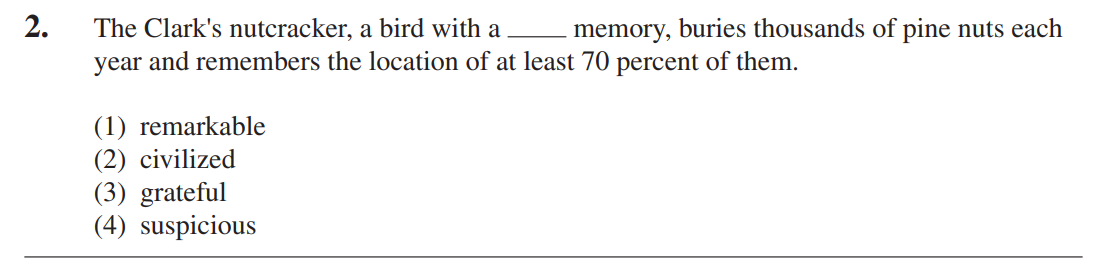 2. The Clark's nutcracker, a bird with a ____ memory, buries thousands of pine nuts each
year and remembers the location of at least 70 percent of them.
(1) remarkable
(2) civilized
(3) grateful
(4) suspicious